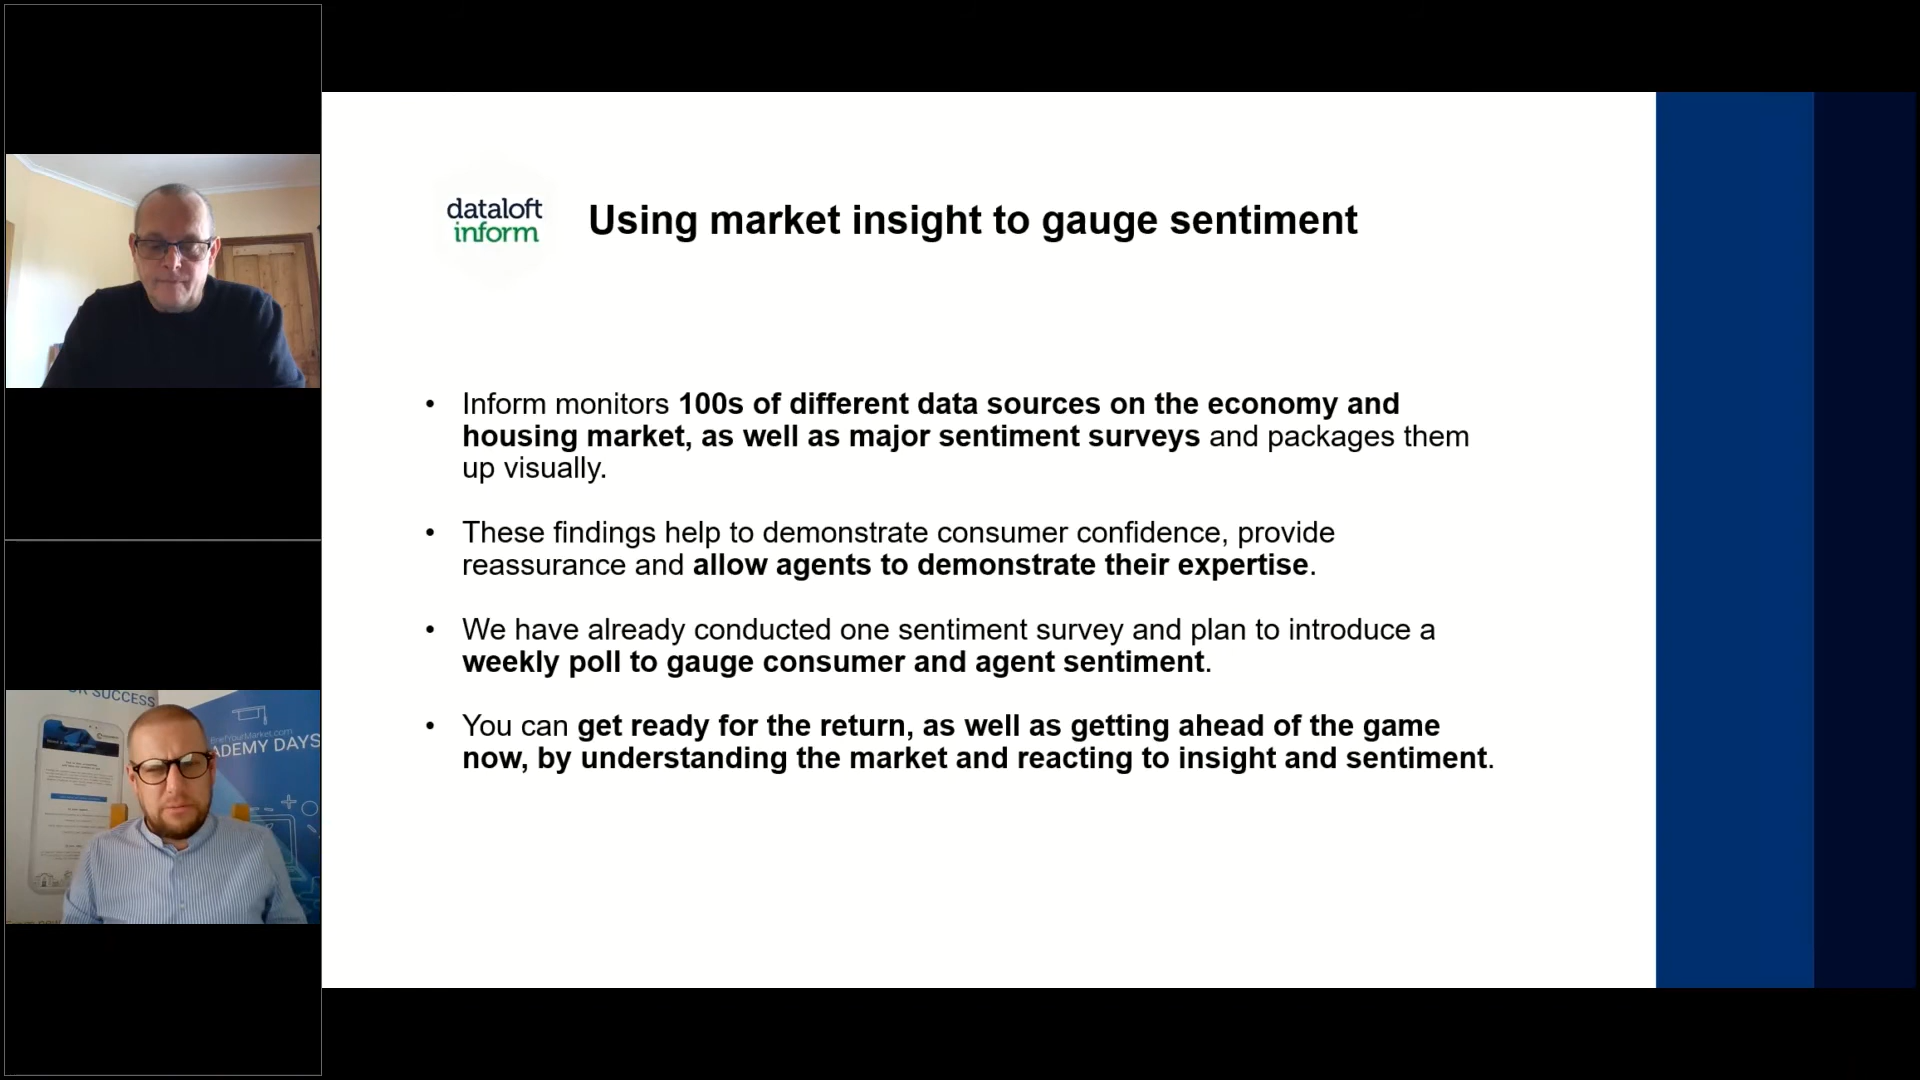 dataloft
inform
Using market insight to gauge sentiment
• Inform monitors 100s of different data sources on the economy and
housing market, as well as major sentiment surveys and packages them
up visually.
• These findings help to demonstrate consumer confidence, provide
reassurance and allow agents to demonstrate their expertise.
• We have already conducted one sentiment survey and plan to introduce a
weekly poll to gauge consumer and agent sentiment.
• You can get ready for the return, as well as getting ahead of the game
now, by understanding the market and reacting to insight and sentiment.
SUCCESS
BriefYourMarket.com
ADEMY DAYS